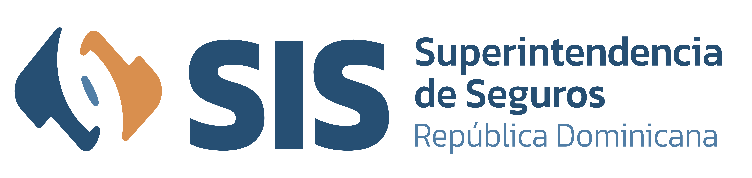 SIS
Superintendencia
de Seguros
República Dominicana